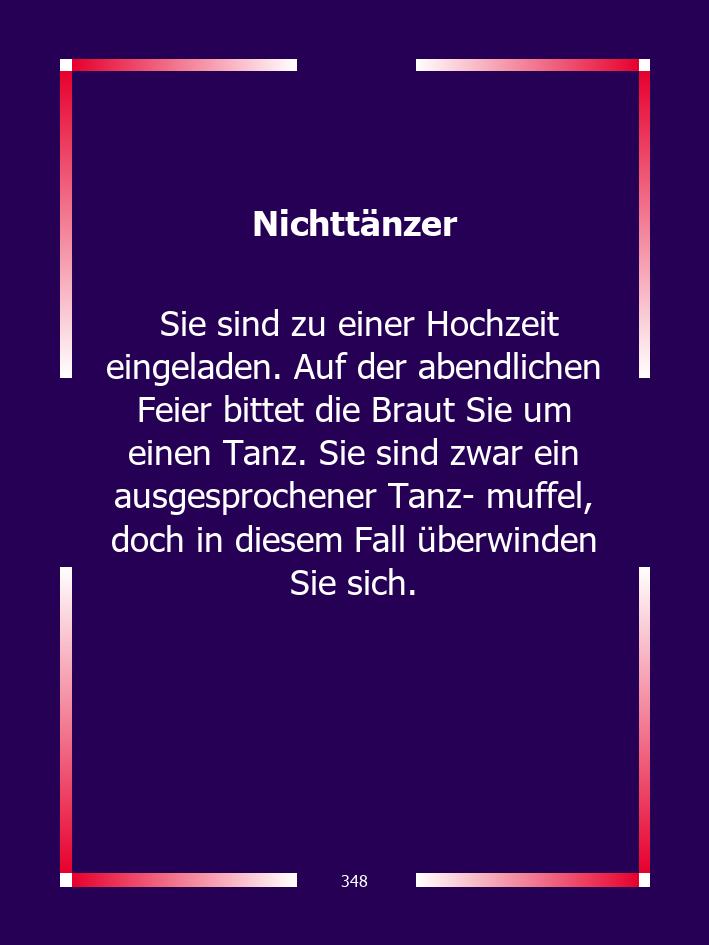 Nichttänzer
Sie sind zu einer Hochzeit
eingeladen. Auf der abendlichen
Feier bittet die Braut Sie um
einen Tanz. Sie sind zwar ein
ausgesprochener Tanz- muffel,
doch in diesem Fall überwinden
Sie sich.
348